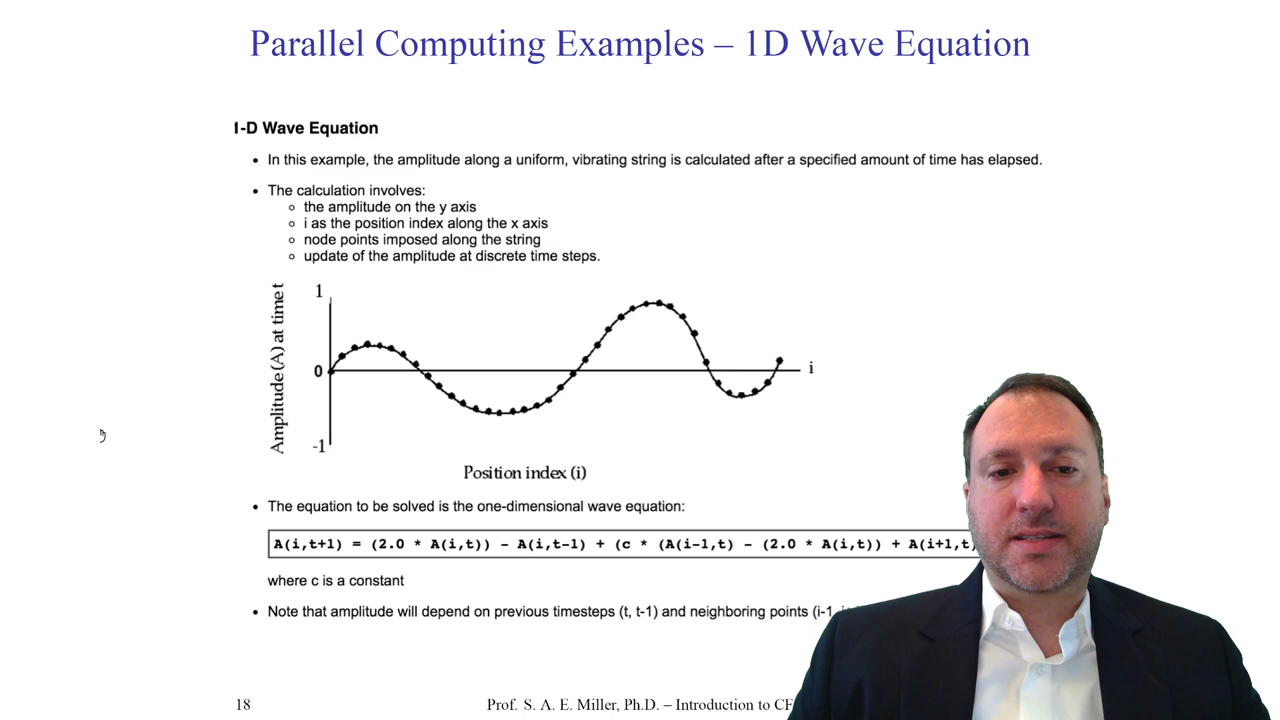 Parallel Computing Examples – 1D Wave Equation
1-D Wave Equation
• In this example, the amplitude along a uniform, vibrating string is calculated after a specified amount of time has elapsed.
• The calculation involves:
◦ the amplitude on the y axis
◦ i as the position index along the x axis
◦ node points imposed along the string
◦ update of the amplitude at discrete time steps.
Amplitude (A) at time t
1
0
-1
i
Position index (i)
• The equation to be solved is the one-dimensional wave equation:
A(i,t+1) = (2.0 * A(i,t)) - A(i,t-1) + (c * (A(i-1,t) - (2.0 * A(i,t)) + A(i+1,t)
where c is a constant
• Note that amplitude will depend on previous timesteps (t, t-1) and neighboring points (i-1,
18
Prof. S. A. E. Miller, Ph.D. – Introduction to